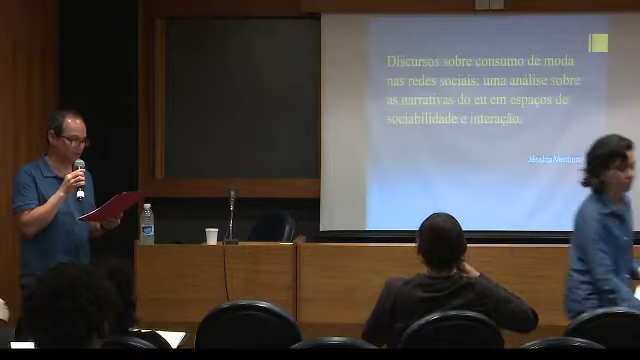 Discursos sobre consumo de moda
nas redes sociais: uma análise sobre
as narrativas do eu em espaços de
sociabilidade e interação.
Jéssica